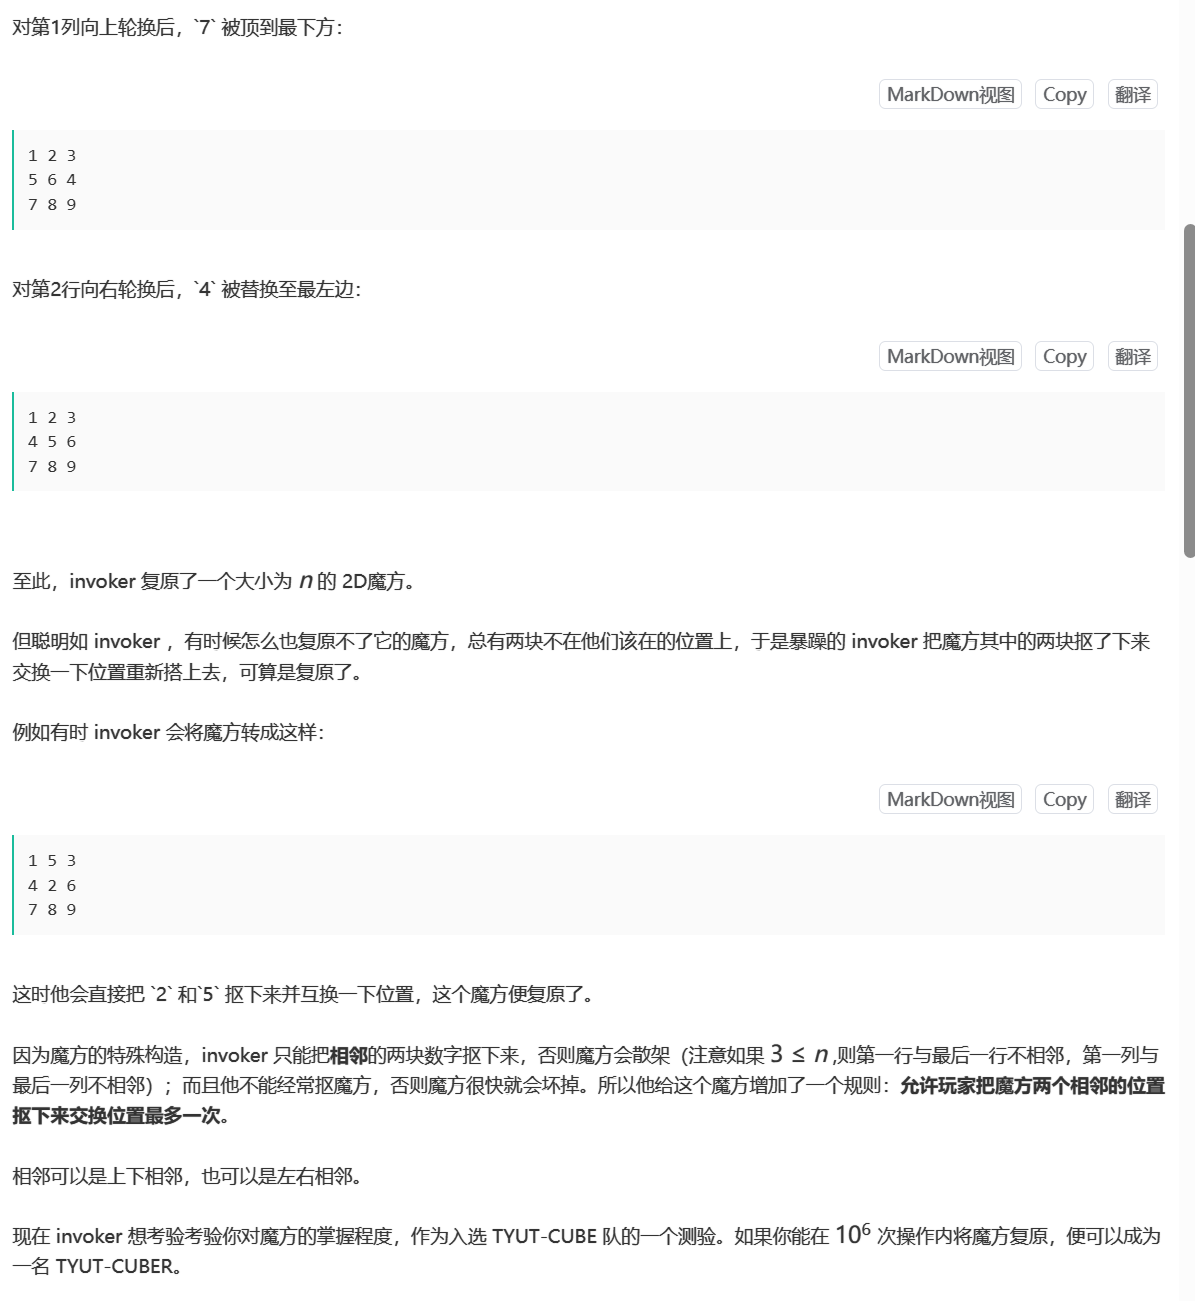 对第1列向上轮换后，`7` 被顶到最下方：
MarkDown视图 Copy 翻译
1 2 3
5 6 4
7 8 9
对第2行向右轮换后，`4` 被替换至最左边：
MarkDown视图 Copy 翻译
1 2 3
4 5 6
7 8 9
至此，invoker 复原了一个大小为 n 的 2D魔方。
但聪明如 invoker ，有时候怎么也复原不了它的魔方，总有两块不在他们该在的位置上，于是暴躁的 invoker 把魔方其中的两块抠了下来
交换一下位置重新搭上去，可算是复原了。
例如有时 invoker 会将魔方转成这样：
MarkDown视图 Copy 翻译
1 5 3
4 2 6
7 8 9
这时他会直接把 `2` 和`5` 抠下来并互换一下位置，这个魔方便复原了。
因为魔方的特殊构造，invoker 只能把相邻的两块数字抠下来，否则魔方会散架（注意如果 3 ≤ n ,则第一行与最后一行不相邻，第一列与
最后一列不相邻）；而且他不能经常抠魔方，否则魔方很快就会坏掉。所以他给这个魔方增加了一个规则：允许玩家把魔方两个相邻的位置
抠下来交换位置最多一次。
相邻可以是上下相邻，也可以是左右相邻。
现在 invoker 想考验考验你对魔方的掌握程度，作为入选 TYUT-CUBE 队的一个测验。如果你能在 10⁶ 次操作内将魔方复原，便可以成为
一名 TYUT-CUBER。